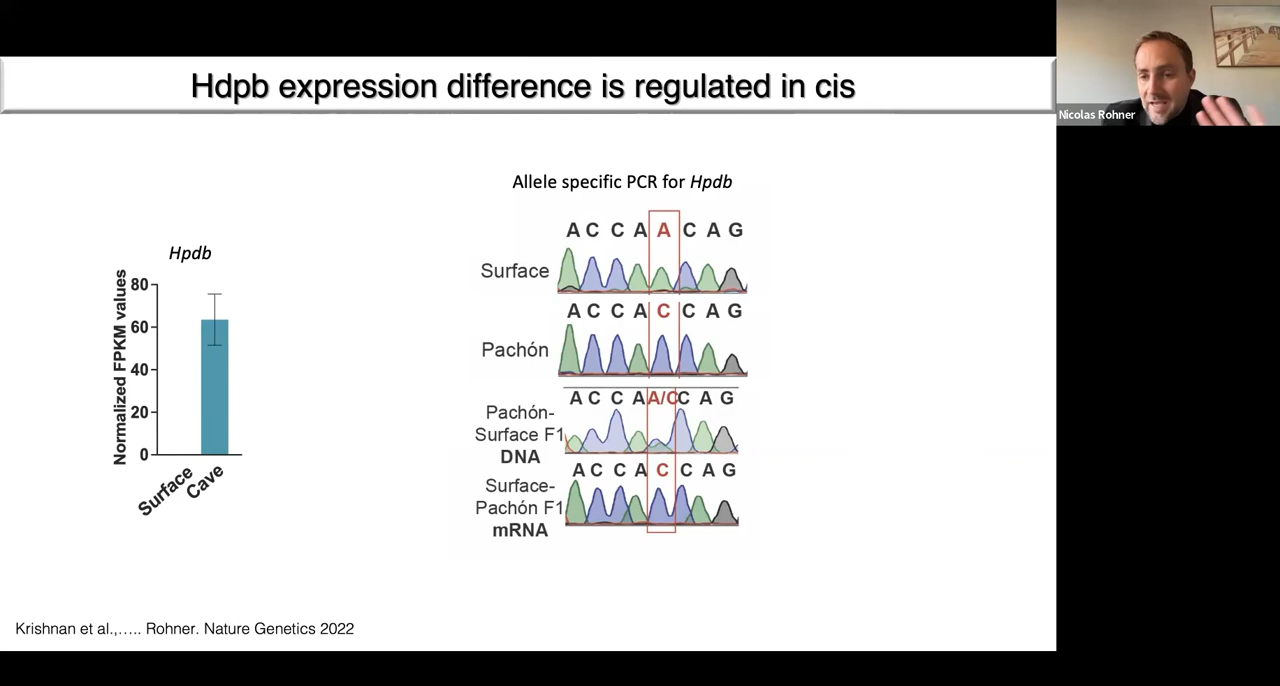 Hdpb expression difference is regulated in cis
Nicolas Rohner
Hpdb
Normalized FPKM values
80
60
40
20
0
Surface
Cave
Allele specific PCR for Hpdb
A C C A A C A G
Surface
A C C A C C A G
Pachón
A C C A A/C C A G
Pachón-
Surface F1
DNA
A C C A C C A G
Surface-
Pachón F1
mRNA
Krishnan et al.,….. Rohner. Nature Genetics 2022